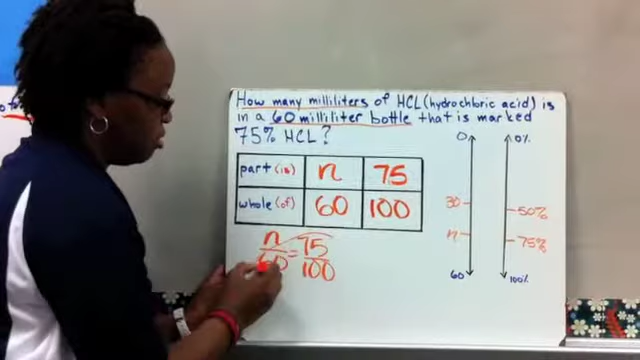 How many milliliters of HCL (hydrochloric acid) is
in a 60 milliliter bottle that is marked
75% HCL?
part (is) n 75
whole (of) 60 100
n/60 = 75/100
0 0%
30 50%
n 75%
60 100%